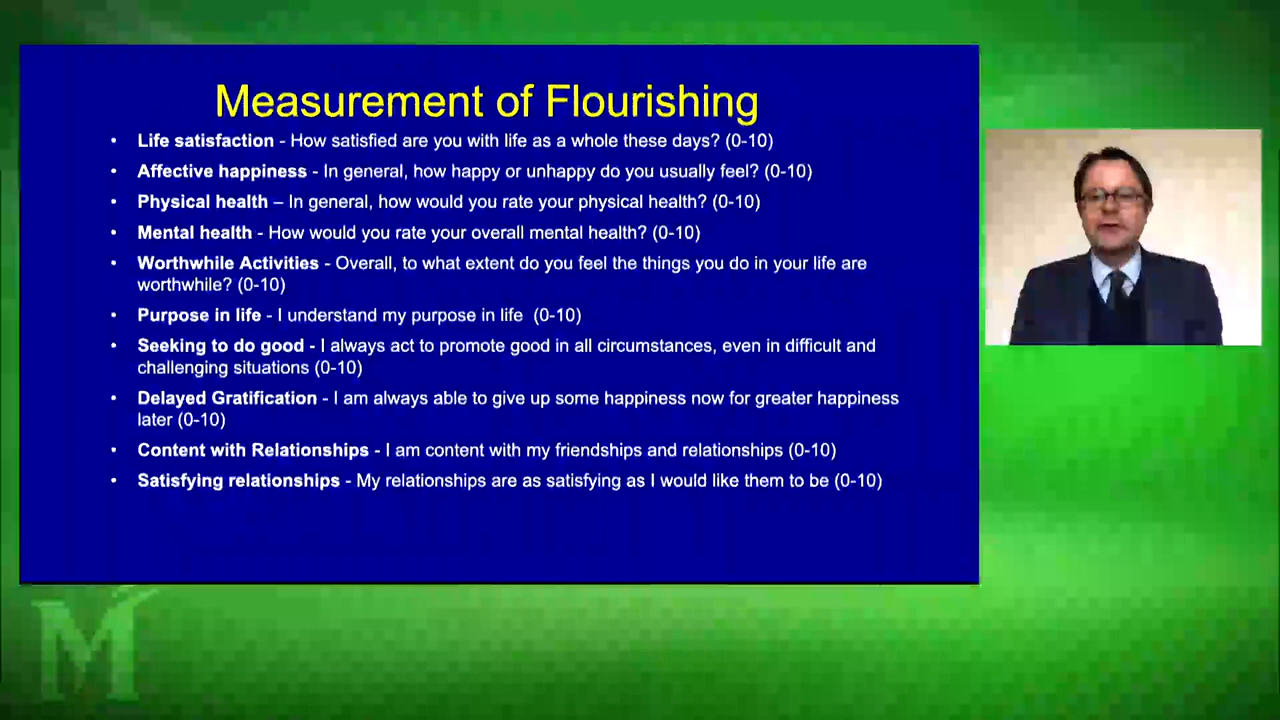 Measurement of Flourishing
• Life satisfaction - How satisfied are you with life as a whole these days? (0-10)
• Affective happiness - In general, how happy or unhappy do you usually feel? (0-10)
• Physical health – In general, how would you rate your physical health? (0-10)
• Mental health - How would you rate your overall mental health? (0-10)
• Worthwhile Activities - Overall, to what extent do you feel the things you do in your life are
worthwhile? (0-10)
• Purpose in life - I understand my purpose in life (0-10)
• Seeking to do good - I always act to promote good in all circumstances, even in difficult and
challenging situations (0-10)
• Delayed Gratification - I am always able to give up some happiness now for greater happiness
later (0-10)
• Content with Relationships - I am content with my friendships and relationships (0-10)
• Satisfying relationships - My relationships are as satisfying as I would like them to be (0-10)
M